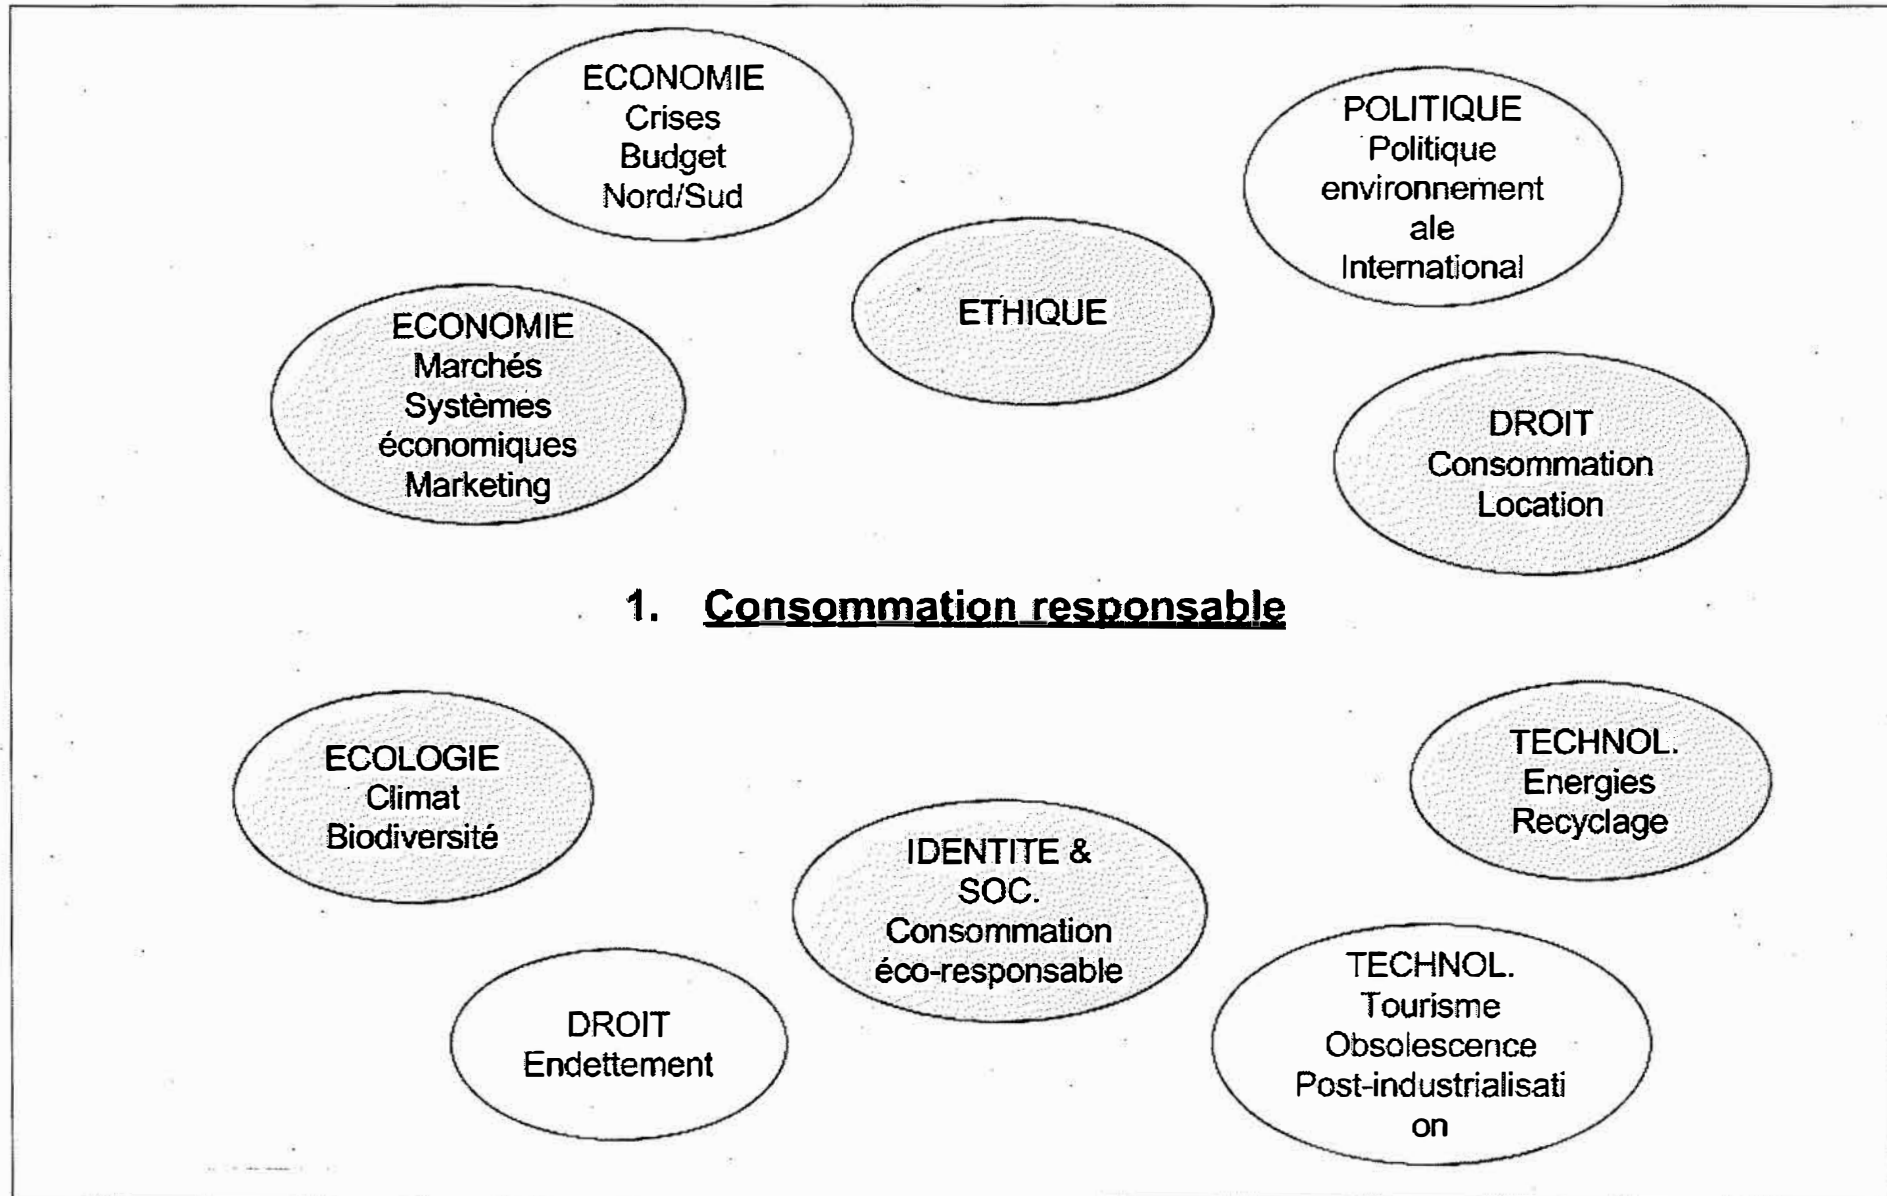 ECONOMIE
Crises
Budget
Nord/Sud
POLITIQUE
Politique
environnement
ale
International
ETHIQUE
ECONOMIE
Marchés
Systèmes
économiques
Marketing
DROIT
Consommation
Location
1. Consommation responsable
ECOLOGIE
Climat
Biodiversité
TECHNOL.
Energies
Recyclage
IDENTITE &
SOC.
Consommation
éco-responsable
DROIT
Endettement
TECHNOL.
Tourisme
Obsolescence
Post-industrialisati
on